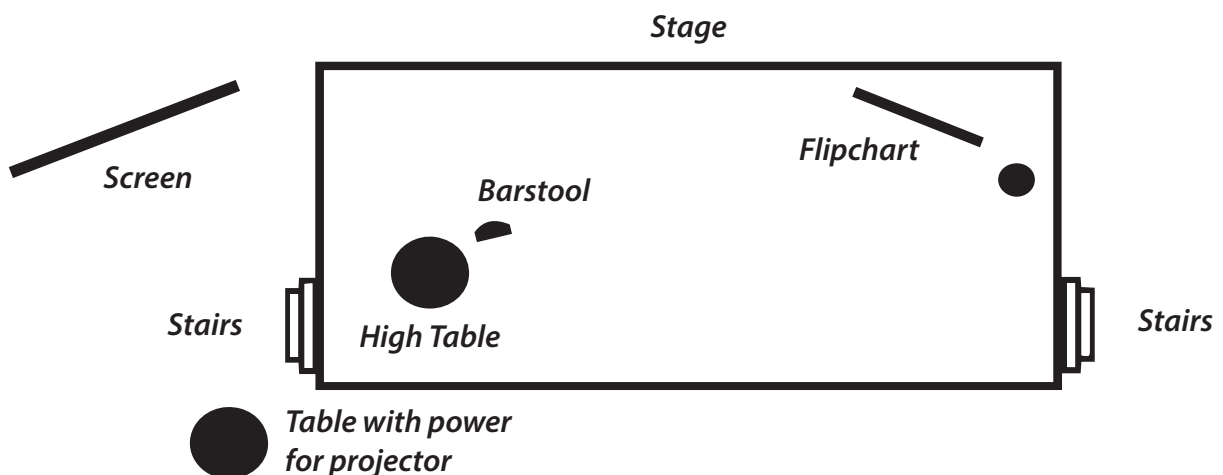 Stage
Screen
Flipchart
Barstool
Stairs
High Table
Stairs
Table with power
for projector